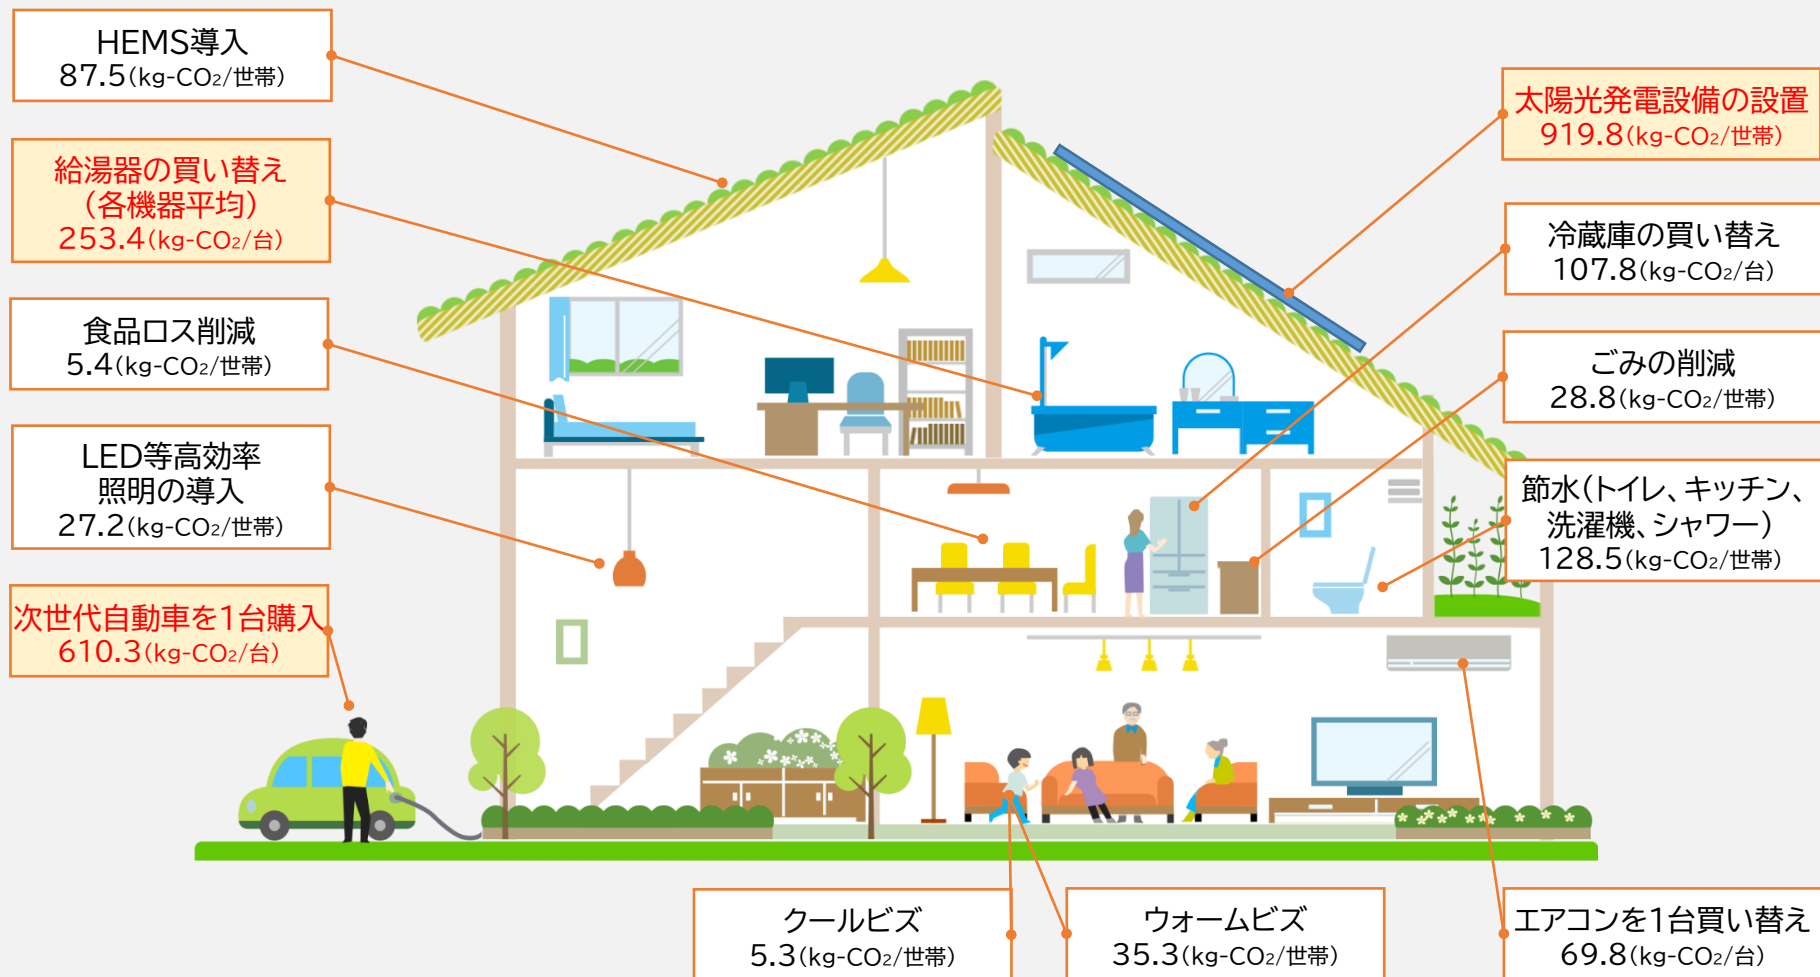 HEMS導入
87.5(kg-CO₂/世帯)
給湯器の買い替え
(各機器平均)
253.4(kg-CO₂/台)
食品ロス削減
5.4(kg-CO₂/世帯)
LED等高効率
照明の導入
27.2(kg-CO₂/世帯)
次世代自動車を1台購入
610.3(kg-CO₂/台)
太陽光発電設備の設置
919.8(kg-CO₂/世帯)
冷蔵庫の買い替え
107.8(kg-CO₂/台)
ごみの削減
28.8(kg-CO₂/世帯)
節水(トイレ、キッチン、
洗濯機、シャワー)
128.5(kg-CO₂/世帯)
クールビズ
5.3(kg-CO₂/世帯)
ウォームビズ
35.3(kg-CO₂/世帯)
エアコンを1台買い替え
69.8(kg-CO₂/台)